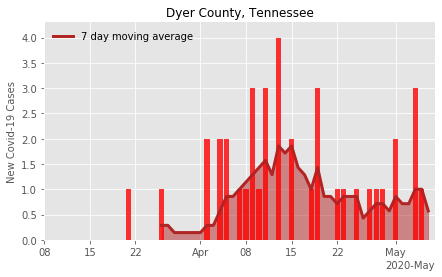 Dyer County, Tennessee
7 day moving average
New Covid-19 Cases
4.0
3.5
3.0
2.5
2.0
1.5
1.0
0.5
0.0
08 15 22 Apr 08 15 22 May
2020-May